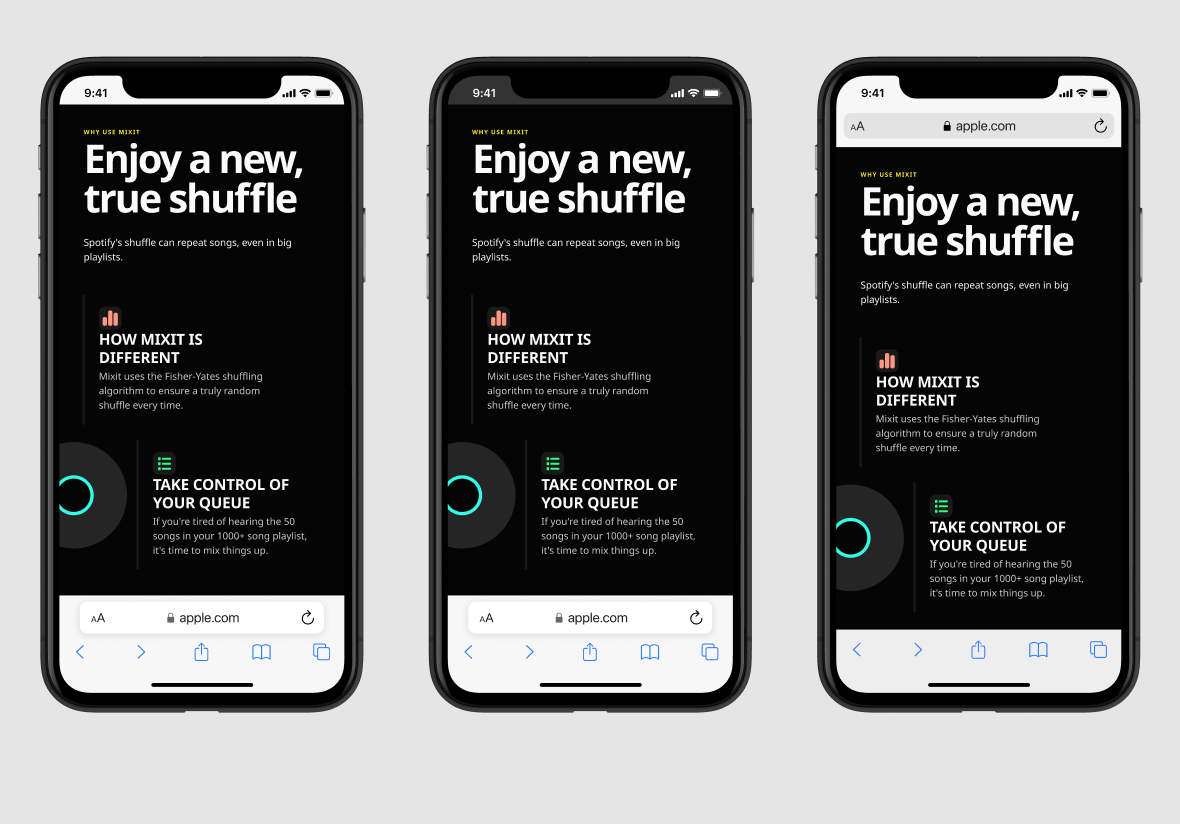 9:41
WHY USE MIXIT
Enjoy a new,
true shuffle
Spotify's shuffle can repeat songs, even in big
playlists.
HOW MIXIT IS
DIFFERENT
Mixit uses the Fisher-Yates shuffling
algorithm to ensure a truly random
shuffle every time.
TAKE CONTROL OF
YOUR QUEUE
If you're tired of hearing the 50
songs in your 1000+ song playlist,
it's time to mix things up.
AA apple.com
9:41
WHY USE MIXIT
Enjoy a new,
true shuffle
Spotify's shuffle can repeat songs, even in big
playlists.
HOW MIXIT IS
DIFFERENT
Mixit uses the Fisher-Yates shuffling
algorithm to ensure a truly random
shuffle every time.
TAKE CONTROL OF
YOUR QUEUE
If you're tired of hearing the 50
songs in your 1000+ song playlist,
it's time to mix things up.
AA apple.com
9:41
AA apple.com
WHY USE MIXIT
Enjoy a new,
true shuffle
Spotify's shuffle can repeat songs, even in big
playlists.
HOW MIXIT IS
DIFFERENT
Mixit uses the Fisher-Yates shuffling
algorithm to ensure a truly random
shuffle every time.
TAKE CONTROL OF
YOUR QUEUE
If you're tired of hearing the 50
songs in your 1000+ song playlist,
it's time to mix things up.